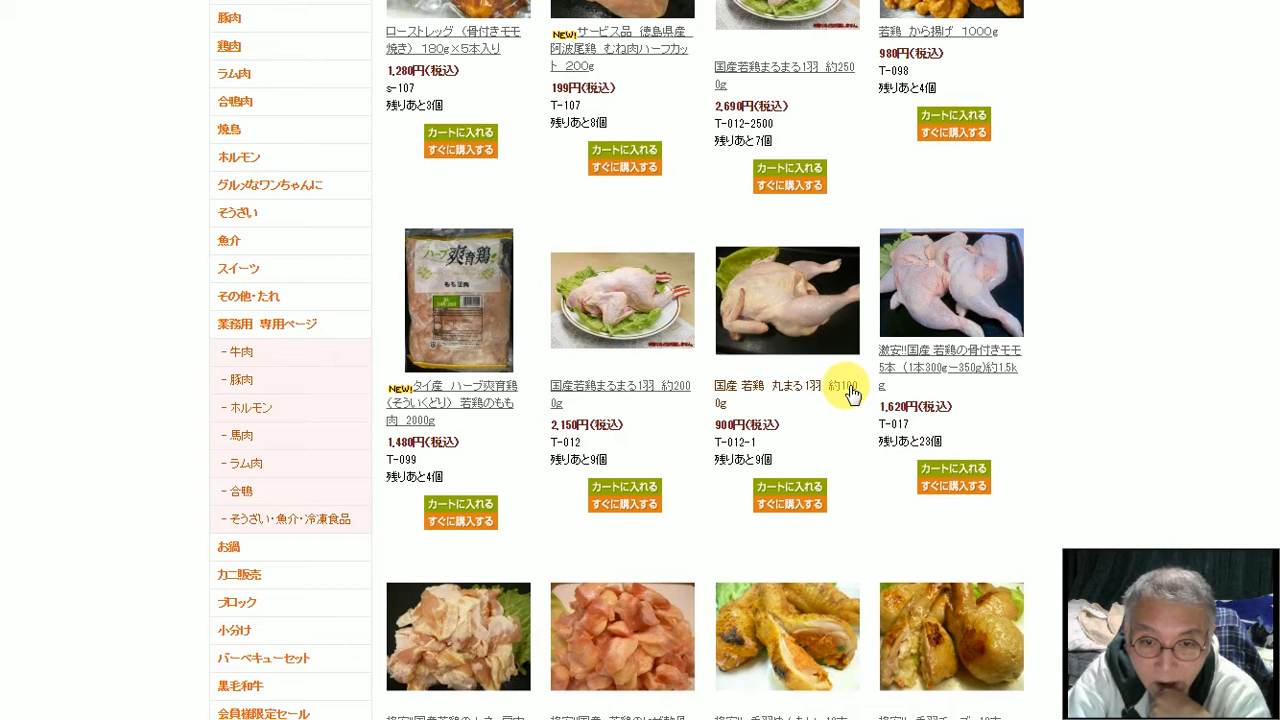 豚肉
鶏肉
ラム肉
合鴨肉
焼鳥
ホルモン
グルメなワンちゃんに
そうざい
魚介
スイーツ
その他・たれ
業務用 専用ページ
- 牛肉
- 豚肉
- ホルモン
- 馬肉
- ラム肉
- 合鴨
- そうざい・魚介・冷凍食品
お鍋
カニ販売
ブロック
小分け
バーベキューセット
黒毛和牛
会員様限定セール
ローストレッグ (骨付きモモ
焼き) 180g×5本入り
1,280円(税込)
s-107
残りあと3個
カートに入れる
すぐに購入する
NEW!サービス品 徳島県産
阿波尾鶏 むね肉ハーフカッ
ト 200g
199円(税込)
T-107
残りあと8個
カートに入れる
すぐに購入する
国産若鶏まるまる1羽 約250
0g
2,690円(税込)
T-012-2500
残りあと7個
カートに入れる
すぐに購入する
若鶏 から揚げ 1000g
980円(税込)
T-098
残りあと4個
カートに入れる
すぐに購入する
ハーブ爽育鶏
もも正肉
NEW!タイ産 ハーブ爽育鶏
(そういくどり) 若鶏のもも
肉 2000g
1,480円(税込)
T-099
残りあと4個
カートに入れる
すぐに購入する
国産若鶏まるまる1羽 約200
0g
2,150円(税込)
T-012
残りあと9個
カートに入れる
すぐに購入する
国産 若鶏 丸まる1羽 約100
0g
900円(税込)
T-012-1
残りあと9個
カートに入れる
すぐに購入する
激安!!国産 若鶏の骨付きモモ
5本 (1本300g-350g)約1.5k
g
1,620円(税込)
T-017
残りあと23個
カートに入れる
すぐに購入する